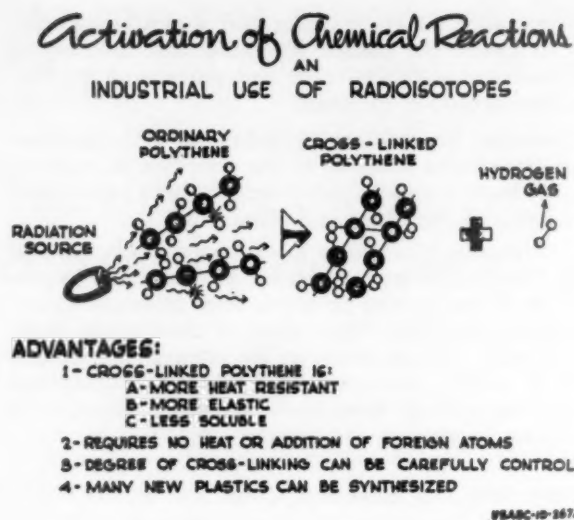 Activation of Chemical Reactions
AN
INDUSTRIAL USE OF RADIOISOTOPES
ORDINARY
POLYTHENE
CROSS-LINKED
POLYTHENE
HYDROGEN
GAS
RADIATION
SOURCE
ADVANTAGES:
1- CROSS-LINKED POLYTHENE IS:
A- MORE HEAT RESISTANT
B- MORE ELASTIC
C- LESS SOLUBLE
2- REQUIRES NO HEAT OR ADDITION OF FOREIGN ATOMS
3- DEGREE OF CROSS-LINKING CAN BE CAREFULLY CONTROL
4- MANY NEW PLASTICS CAN BE SYNTHESIZED